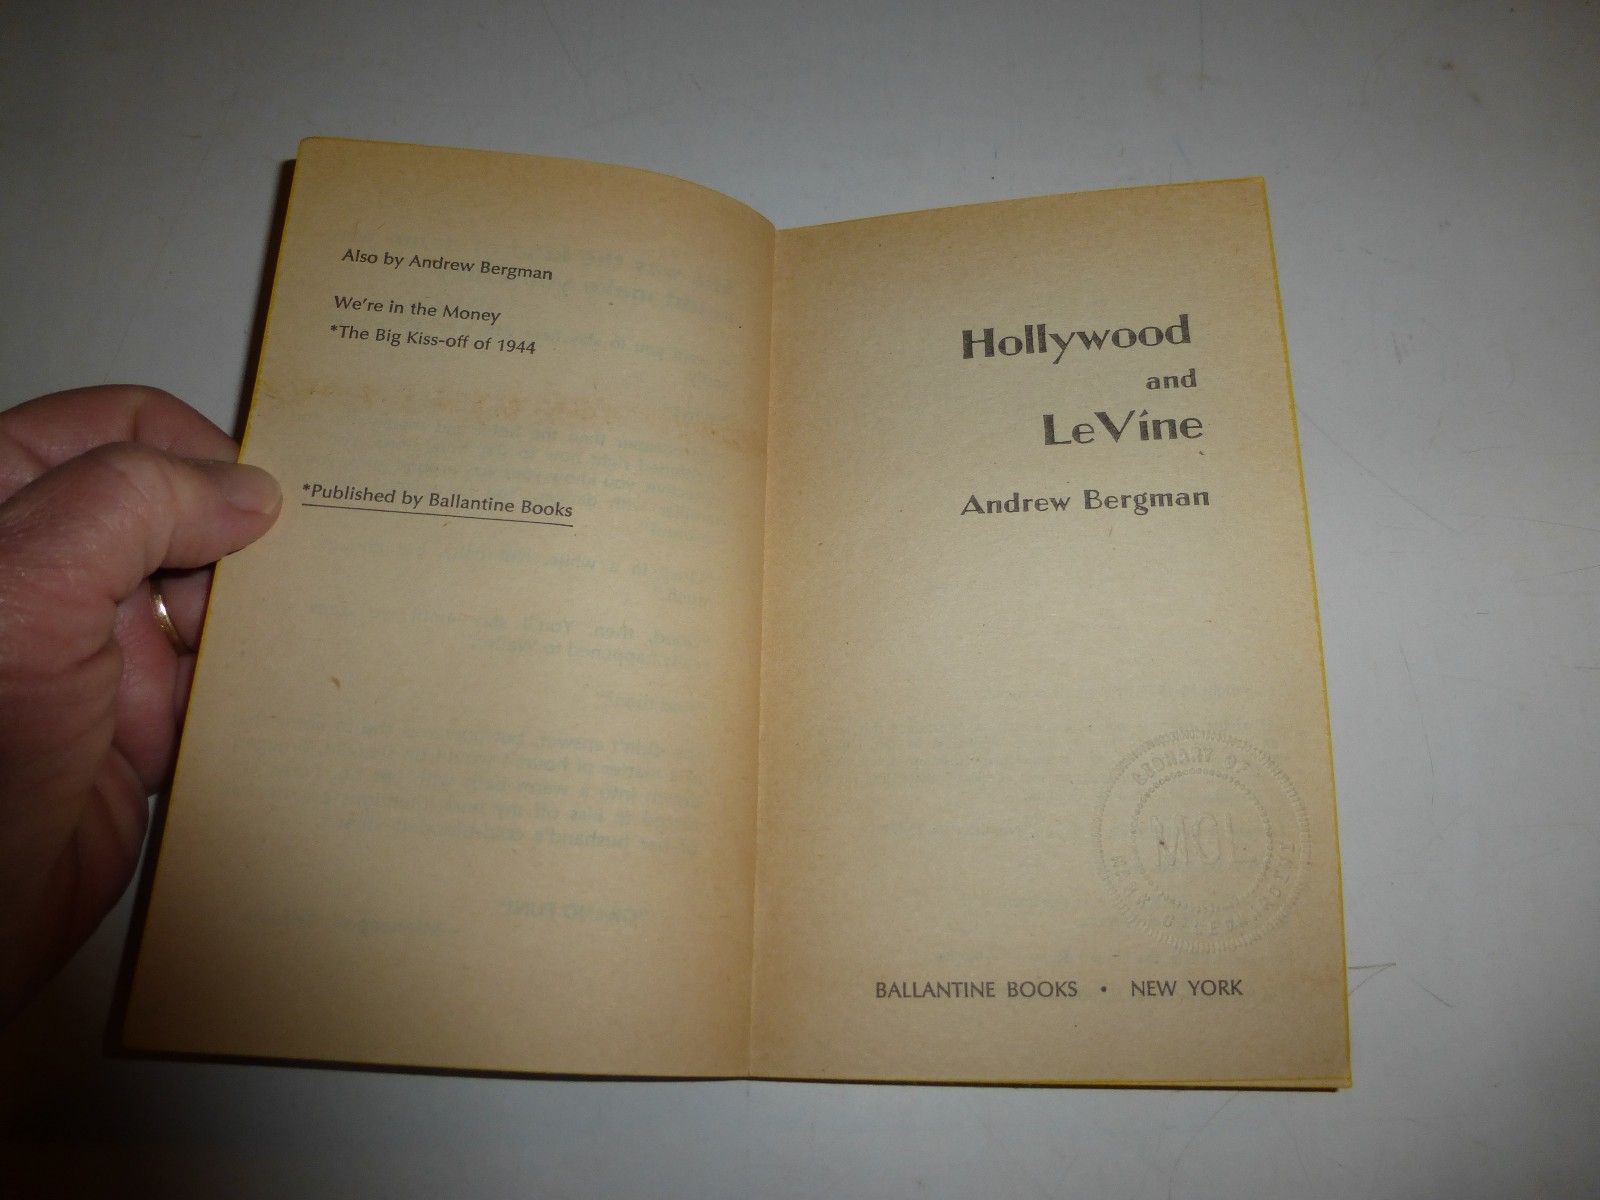 Also by Andrew Bergman
We're in the Money
*The Big Kiss-off of 1944
*Published by Ballantine Books
Hollywood
and
LeVine
Andrew Bergman
MGL
BALLANTINE BOOKS • NEW YORK